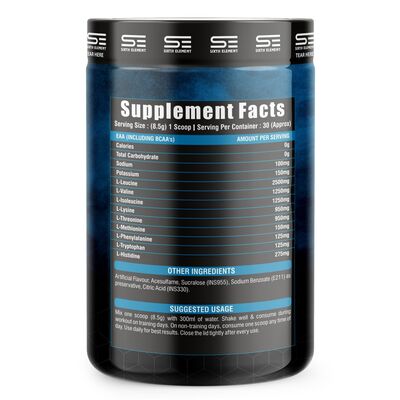 SE SE SE SE SE
SIXTH ELEMENT SIXTH ELEMENT SIXTH ELEMENT SIXTH ELEMENT
TEAR HERE TEAR HERE
Supplement Facts
Serving Size : (8.5g) 1 Scoop | Serving Per Container : 30 (Approx)
EAA (INCLUDING BCAA's) AMOUNT PER SERVING
Calories 0g
Total Carbohydrate 0g
Sodium 100mg
Potassium 150mg
L-Leucine 2500mg
L-Valine 1250mg
L-Isoleucine 1250mg
L-Lysine 950mg
L-Threonine 950mg
L-Methionine 150mg
L-Phenylalanine 125mg
L-Tryptophan 125mg
L-Histidine 275mg
OTHER INGREDIENTS
Artificial Flavour, Acesulfame, Sucralose (INS955), Sodium Benzoate (E211) as
preservative, Citric Acid (INS330).
SUGGESTED USAGE
Mix one scoop (8.5g) with 300ml of water. Shake well & consume during
workout on training days. On non-training days, consume one scoop any time of
day. Use daily for best results. Close the lid tightly after every use.